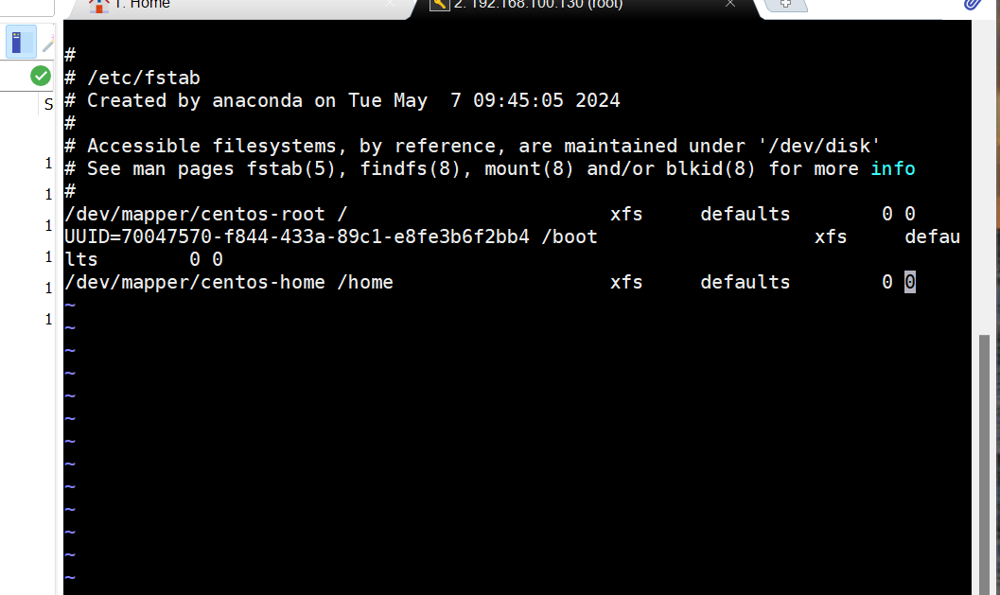 1. Home
2. 192.168.100.130 (root)
#
# /etc/fstab
# Created by anaconda on Tue May  7 09:45:05 2024
#
# Accessible filesystems, by reference, are maintained under '/dev/disk'
# See man pages fstab(5), findfs(8), mount(8) and/or blkid(8) for more info
#
/dev/mapper/centos-root /                       xfs     defaults        0 0
UUID=70047570-f844-433a-89c1-e8fe3b6f2bb4 /boot                   xfs     defau
lts        0 0
/dev/mapper/centos-home /home                   xfs     defaults        0 0
~
~
~
~
~
~
~
~
~
~
~
~
~
S
1
1
1
1
1
1